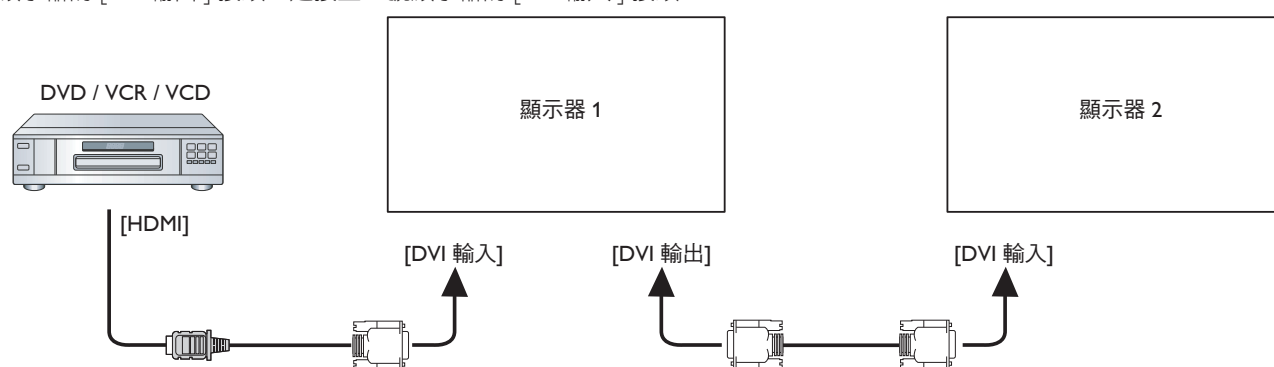 DVD / VCR / VCD
顯示器 1
顯示器 2
[HDMI]
[DVI 輸入]
[DVI 輸出]
[DVI 輸入]